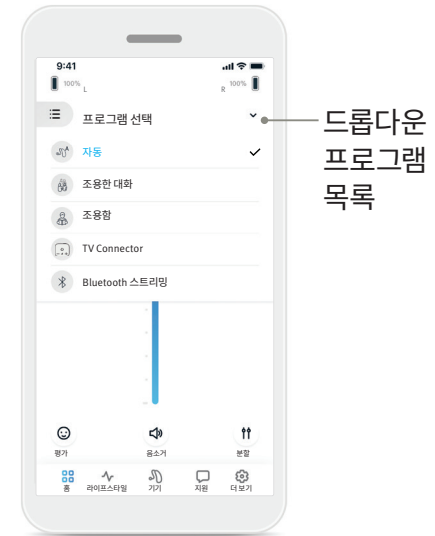 9:41
100% L
R 100%
프로그램 선택
자동
조용한 대화
조용함
TV Connector
Bluetooth 스트리밍
평가
음소거
분할
홈
라이프스타일
기기
지원
더 보기
드롭다운
프로그램
목록